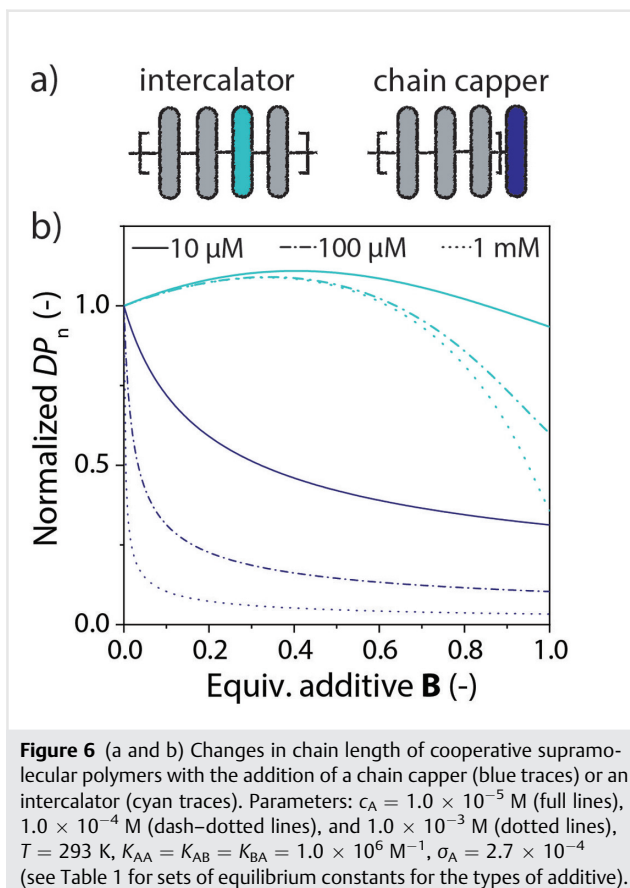 a)
intercalator
chain capper
b)
10 µM
100 µM
1 mM
Normalized DPn (-)
1.0
0.5
0.0
0.0 0.2 0.4 0.6 0.8 1.0
Equiv. additive B (-)
Figure 6 (a and b) Changes in chain length of cooperative supramo-
lecular polymers with the addition of a chain capper (blue traces) or an
intercalator (cyan traces). Parameters: cA = 1.0 × 10−5 M (full lines),
1.0 × 10−4 M (dash–dotted lines), and 1.0 × 10−3 M (dotted lines),
T = 293 K, KAA = KAB = KBA = 1.0 × 10^6 M−1, σA = 2.7 × 10−4
(see Table 1 for sets of equilibrium constants for the types of additive).